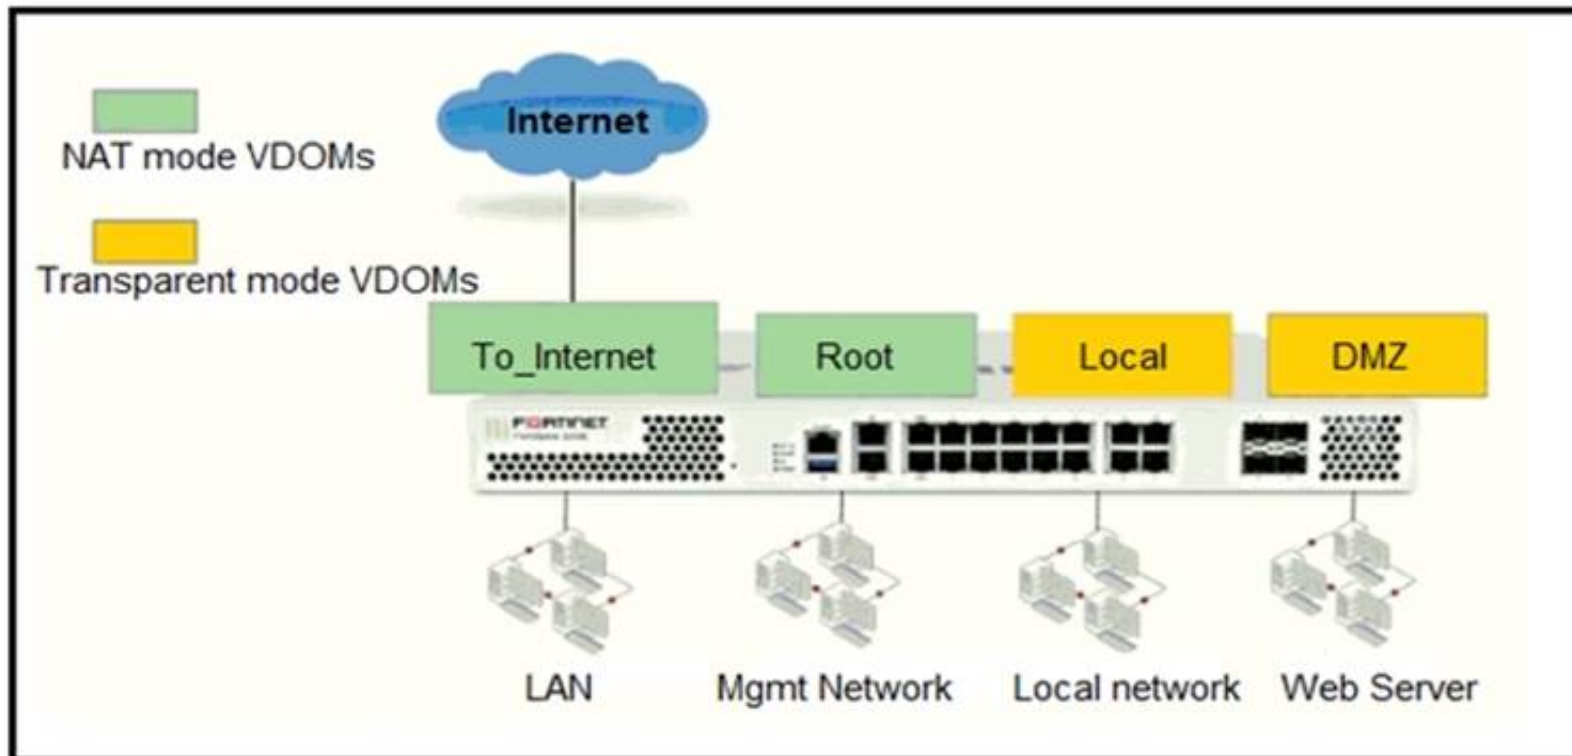 Internet
NAT mode VDOMs
Transparent mode VDOMs
To_Internet
Root
Local
DMZ
FORTINET
LAN
Mgmt Network
Local network
Web Server